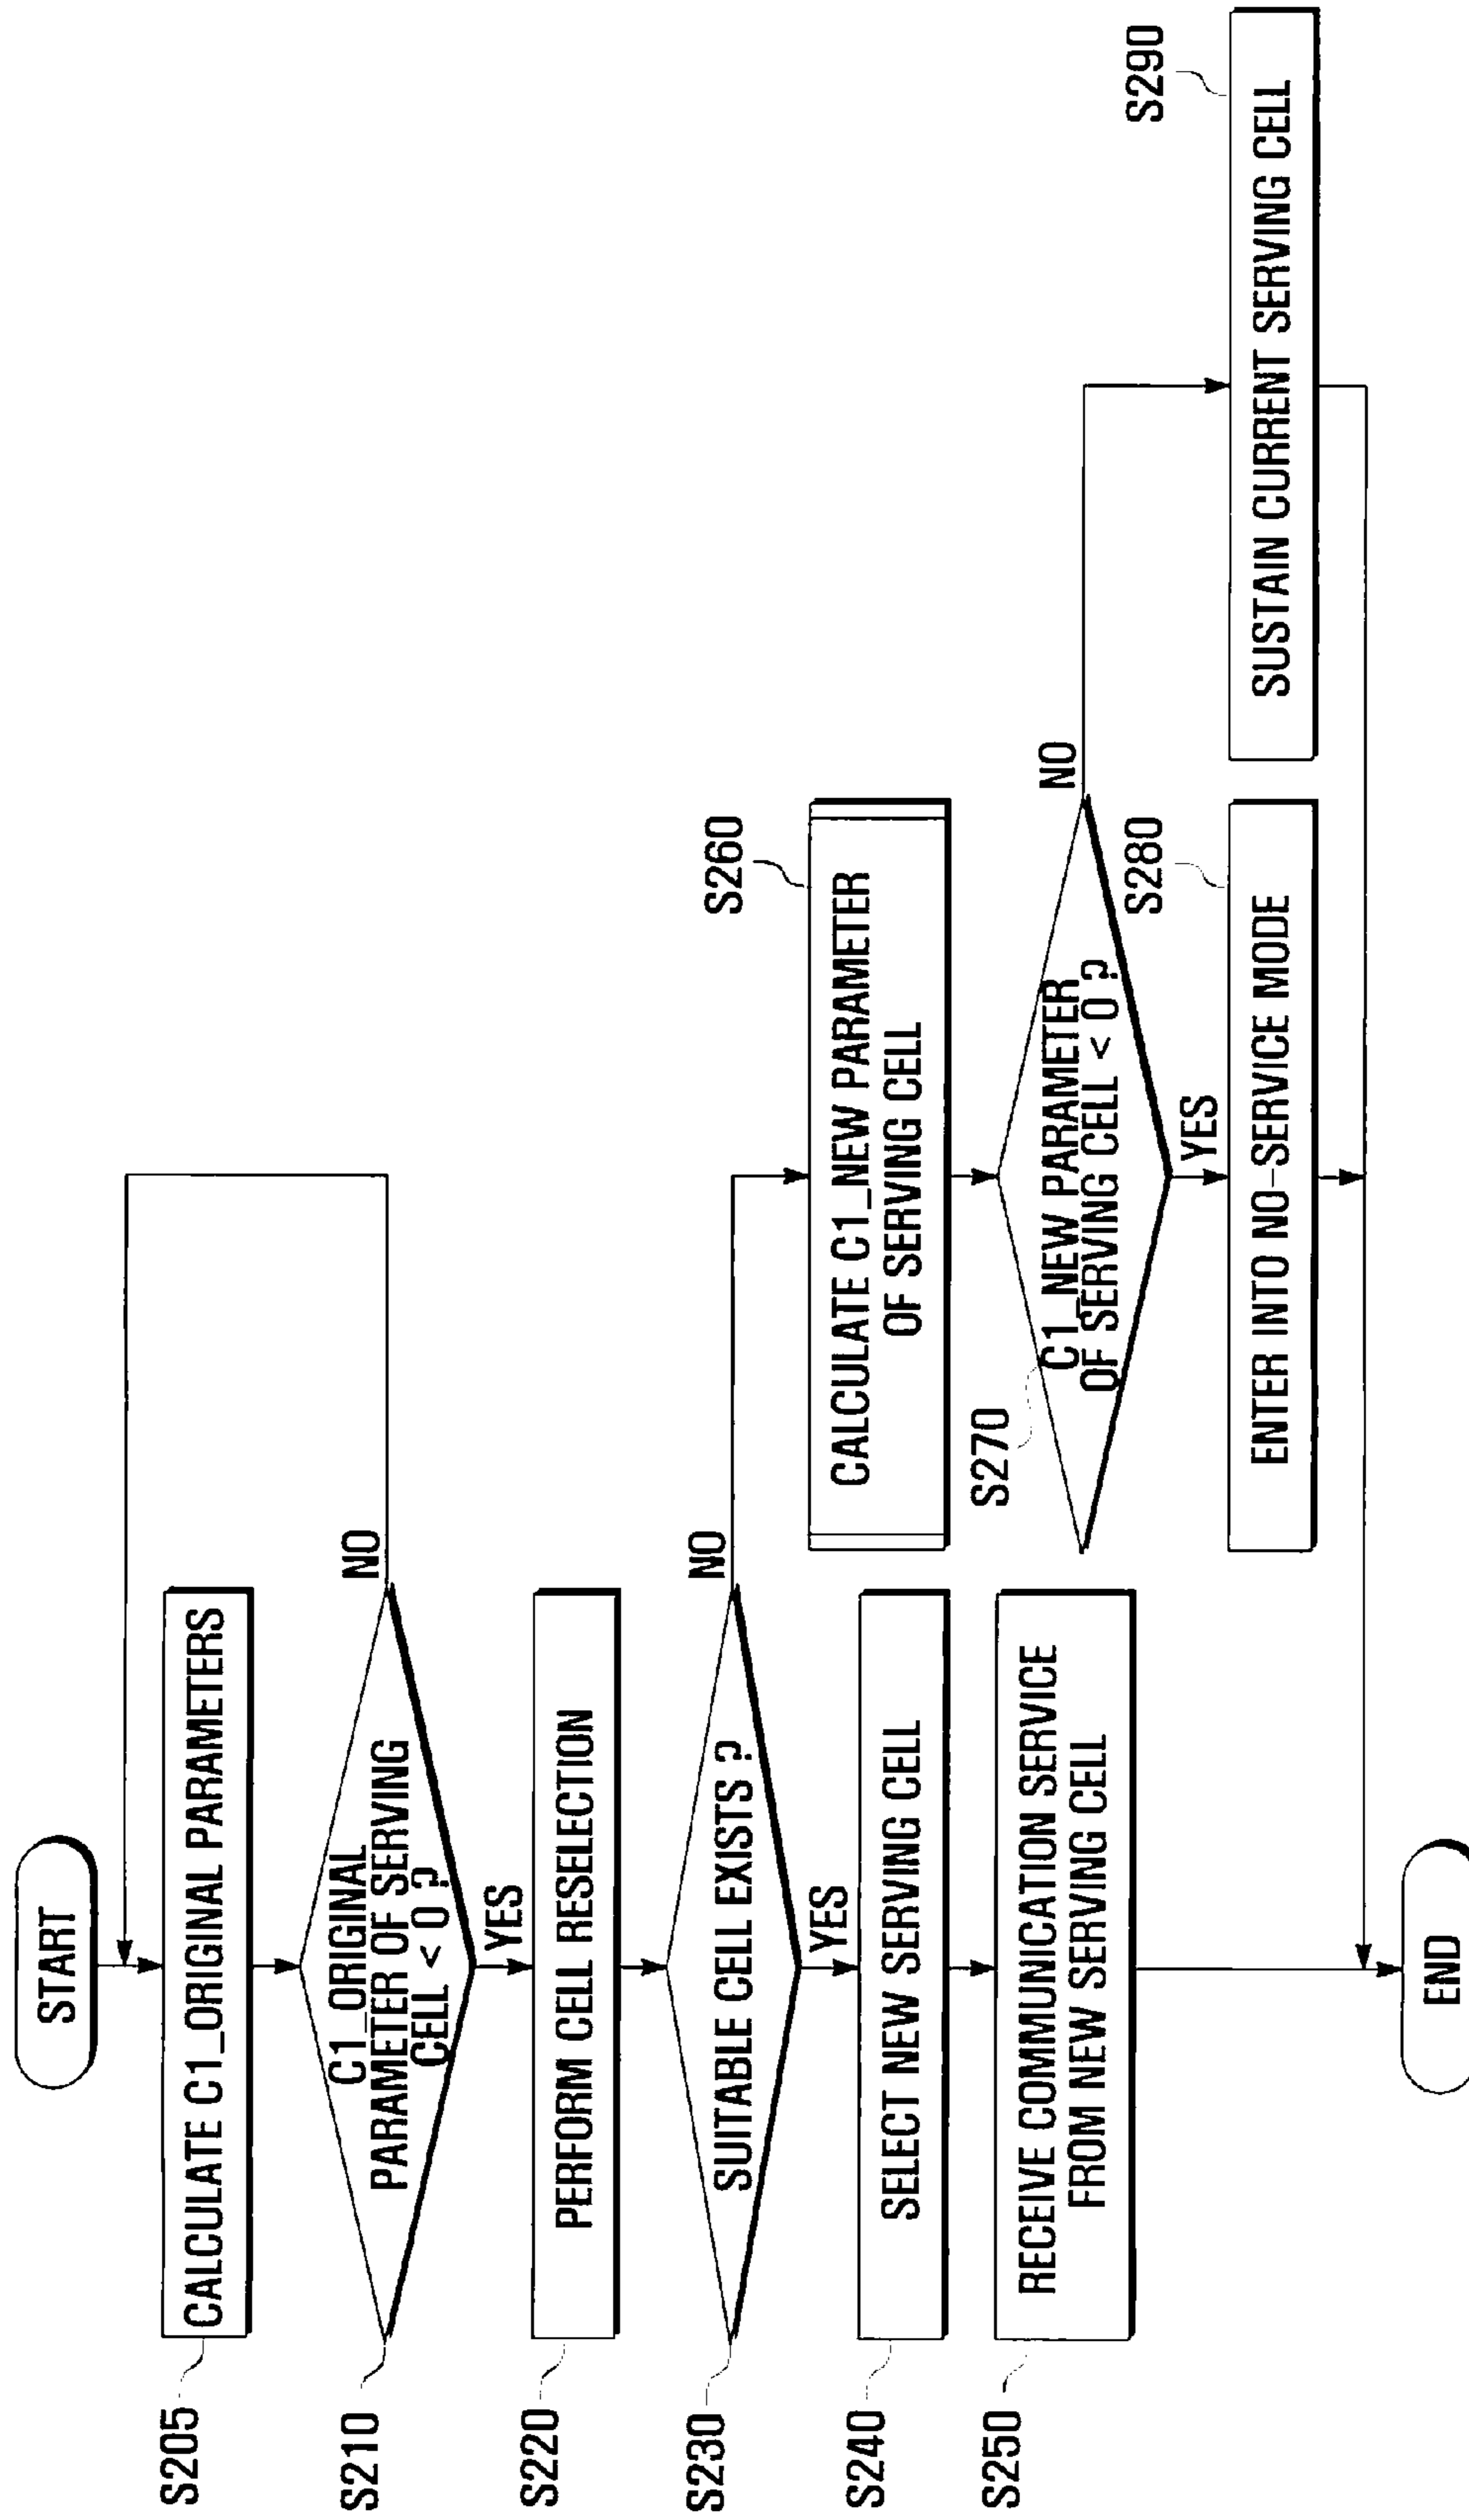 START
S205
CALCULATE C1_ORIGINAL PARAMETERS
S210
C1_ORIGINAL
PARAMETER OF SERVING
CELL < 0 ?
NO
YES
S220
PERFORM CELL RESELECTION
S230
SUITABLE CELL EXISTS ?
NO
YES
S240
SELECT NEW SERVING CELL
S250
RECEIVE COMMUNICATION SERVICE
FROM NEW SERVING CELL
S260
CALCULATE C1_NEW PARAMETER
OF SERVING CELL
S270
C1_NEW PARAMETER
OF SERVING CELL < 0 ?
NO
YES
S280
ENTER INTO NO-SERVICE MODE
S290
SUSTAIN CURRENT SERVING CELL
END